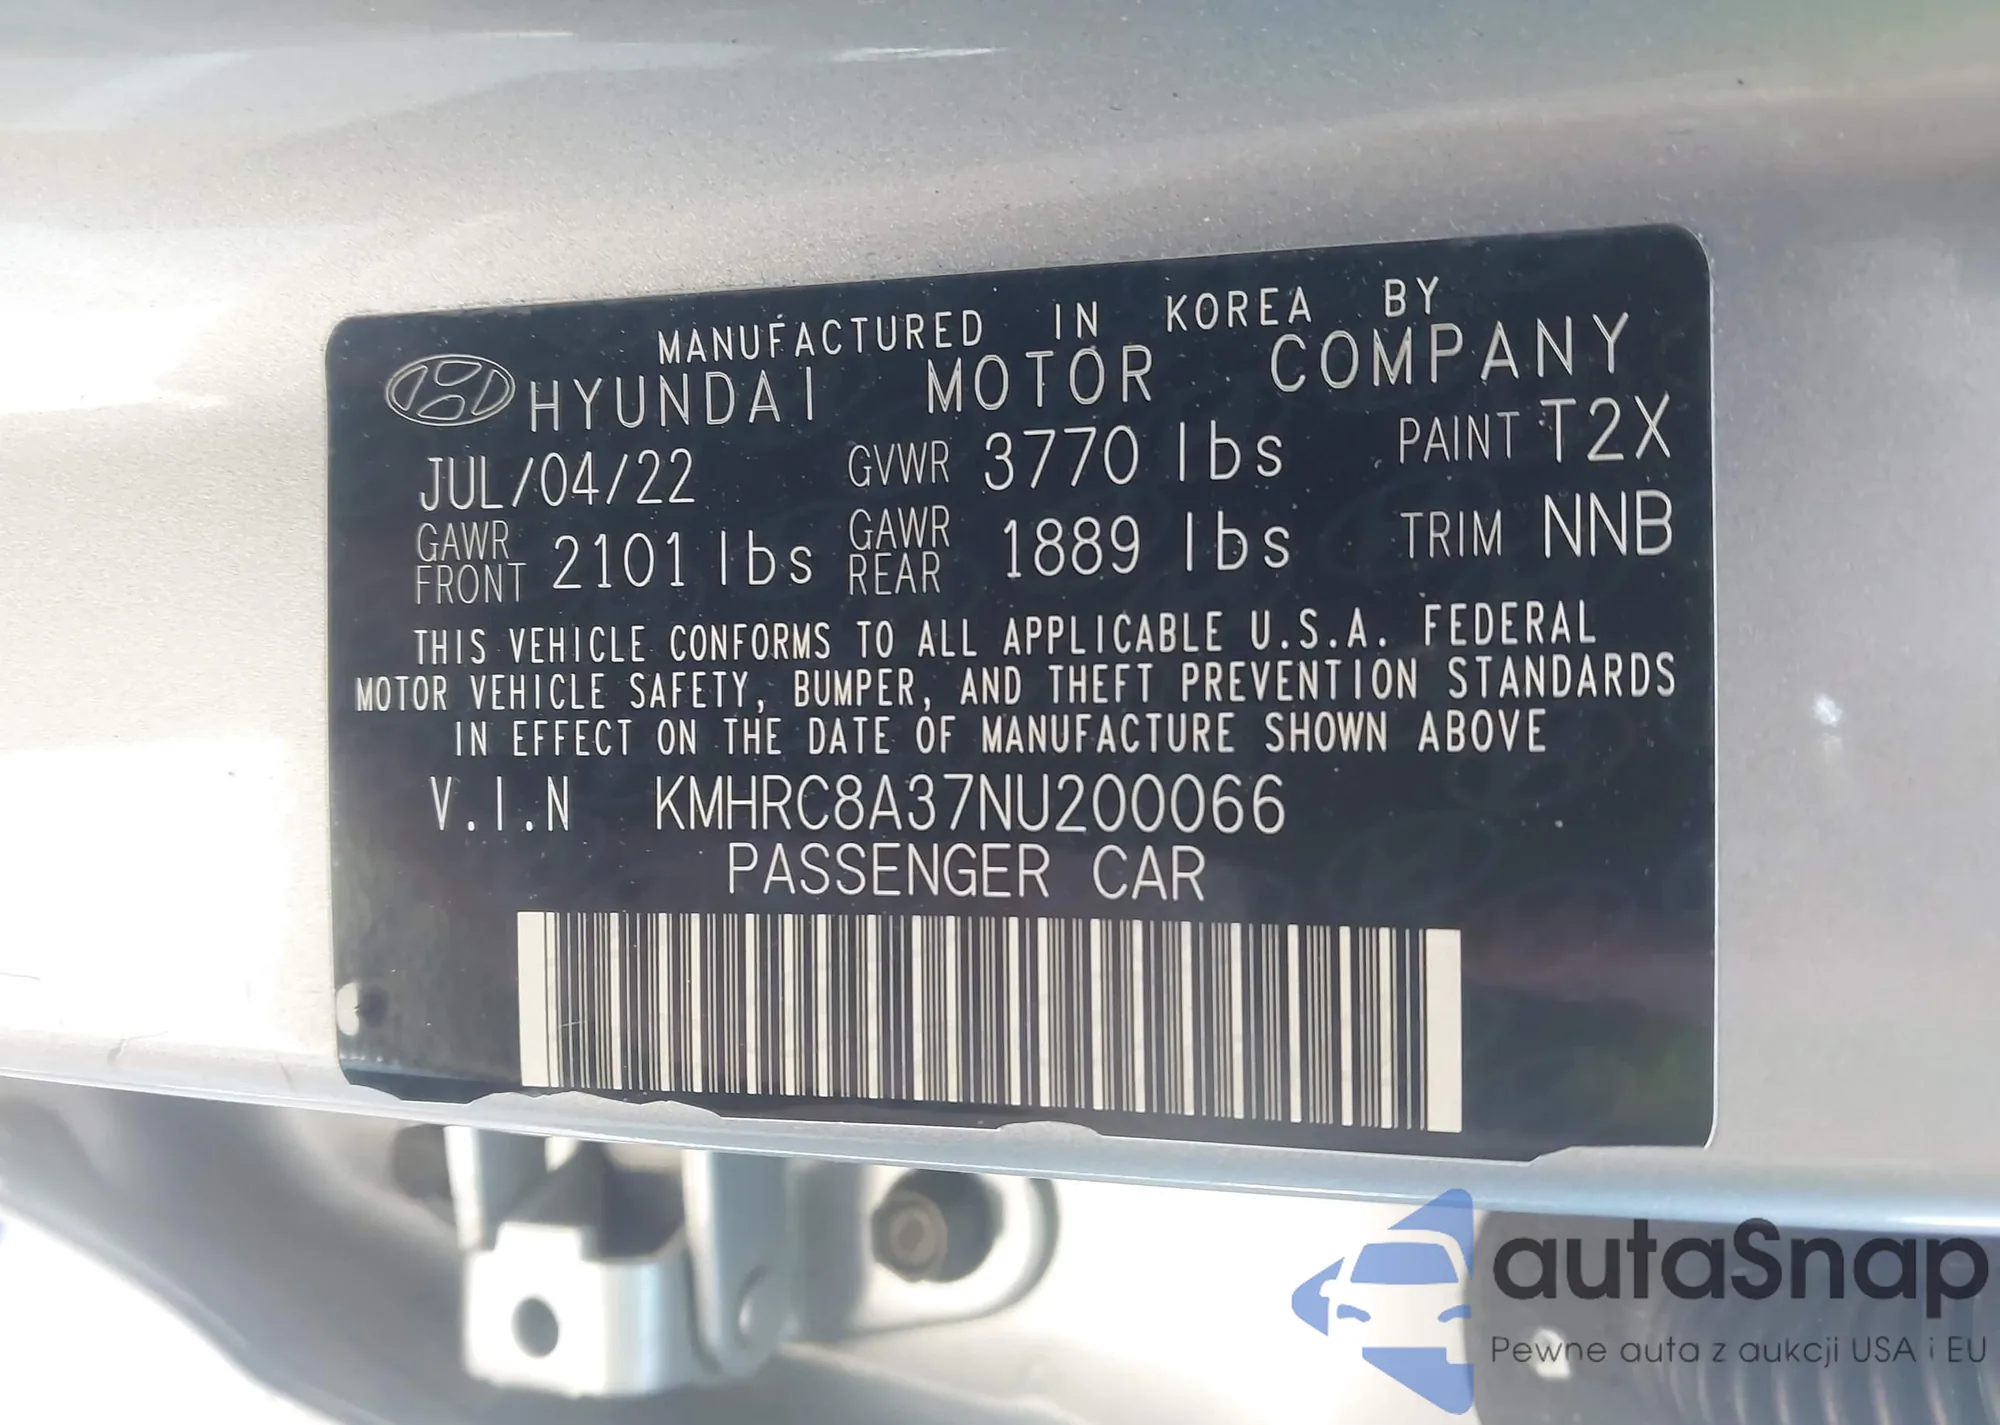 MANUFACTURED IN KOREA BY
HYUNDAI MOTOR COMPANY
JUL/04/22 GVWR 3770 lbs PAINT T2X
GAWR FRONT 2101 lbs GAWR REAR 1889 lbs TRIM NNB
THIS VEHICLE CONFORMS TO ALL APPLICABLE U.S.A. FEDERAL
MOTOR VEHICLE SAFETY, BUMPER, AND THEFT PREVENTION STANDARDS
IN EFFECT ON THE DATE OF MANUFACTURE SHOWN ABOVE
V.I.N KMHRC8A37NU200066
PASSENGER CAR
autaSnap
Pewne auta z aukcji USA i EU